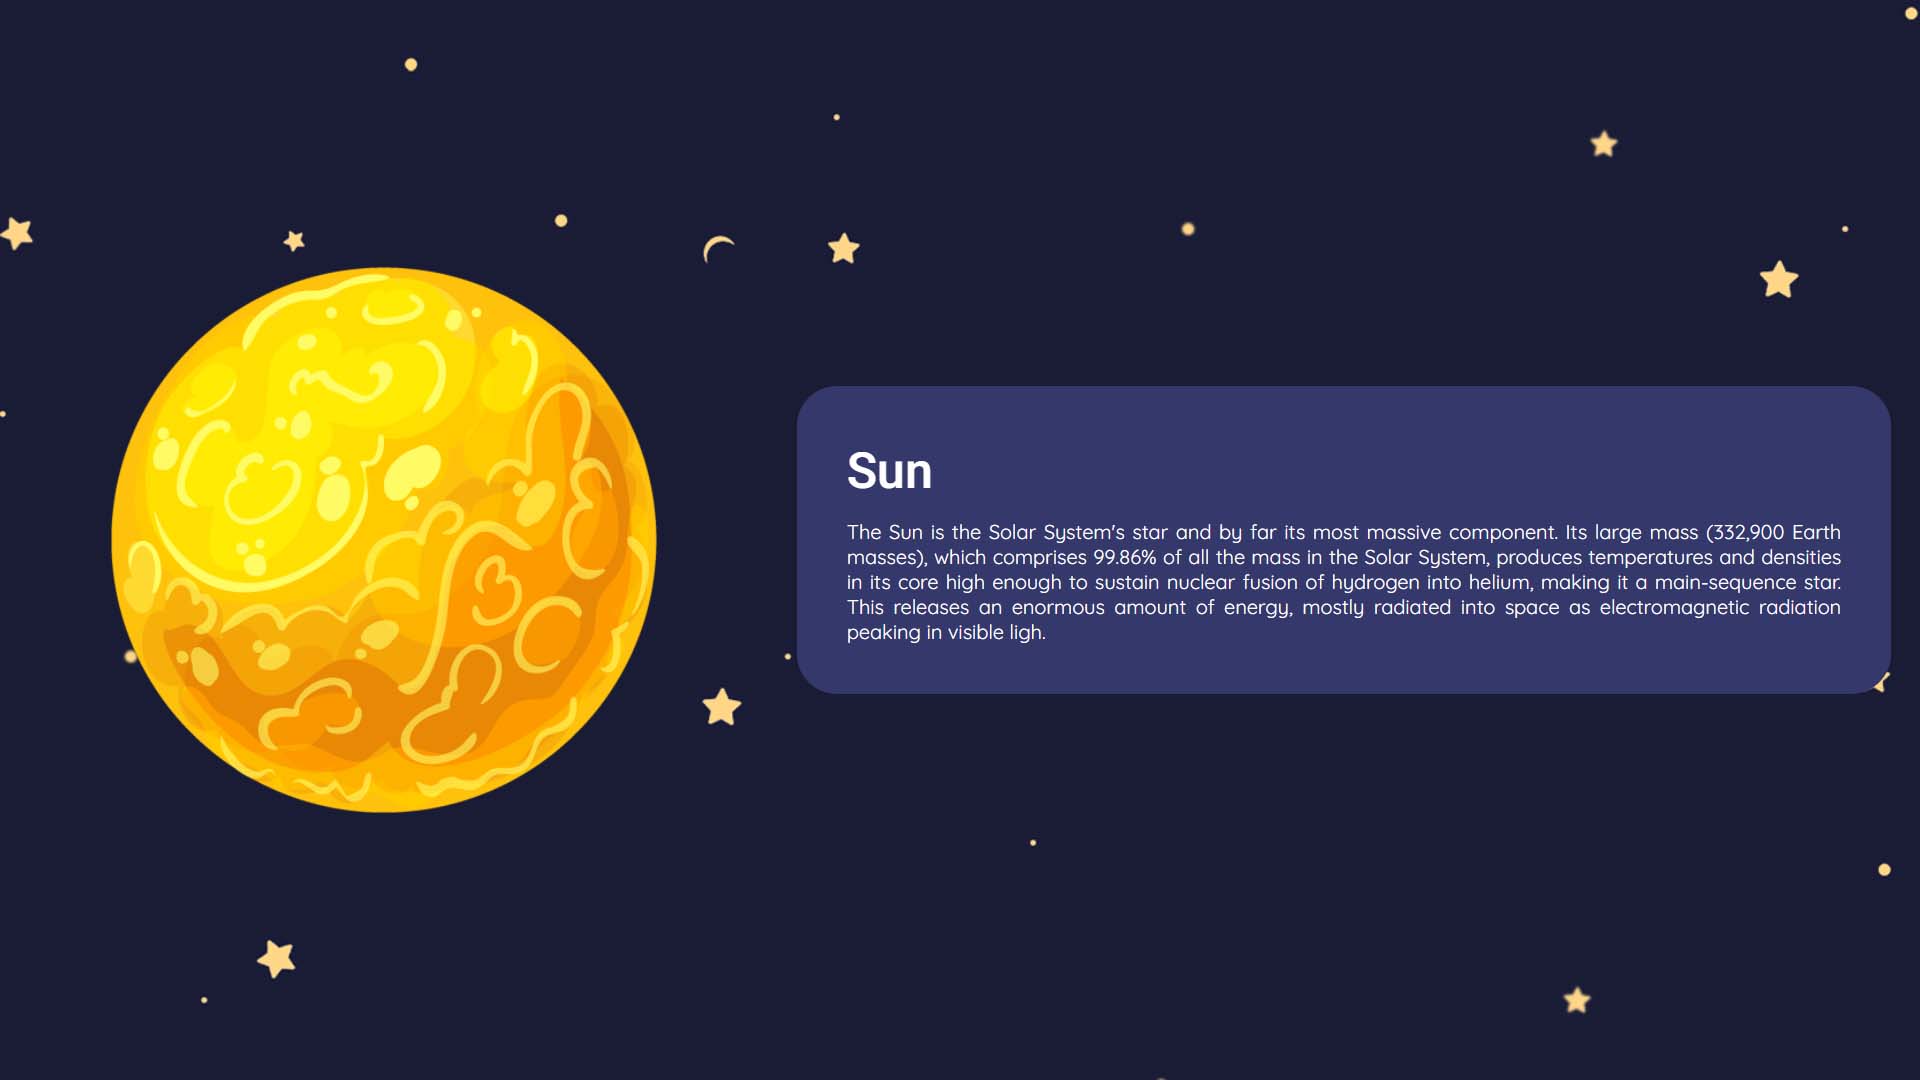 Sun
The Sun is the Solar System's star and by far its most massive component. Its large mass (332,900 Earth
masses), which comprises 99.86% of all the mass in the Solar System, produces temperatures and densities
in its core high enough to sustain nuclear fusion of hydrogen into helium, making it a main-sequence star.
This releases an enormous amount of energy, mostly radiated into space as electromagnetic radiation
peaking in visible ligh.